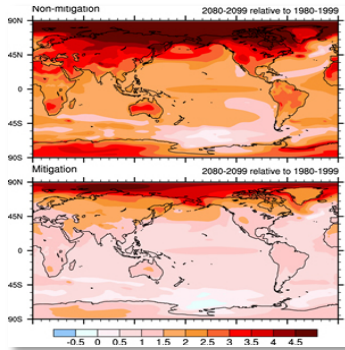 Non-mitigation 2080-2099 relative to 1980-1999
90N
45N
0
45S
90S
Mitigation 2080-2099 relative to 1980-1999
90N
45N
0
45S
90S
-0.5 0 0.5 1 1.5 2 2.5 3 3.5 4 4.5